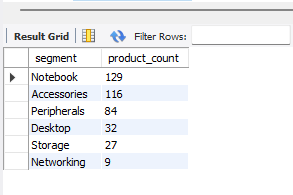 Result Grid Filter Rows:
segment product_count
Notebook 129
Accessories 116
Peripherals 84
Desktop 32
Storage 27
Networking 9